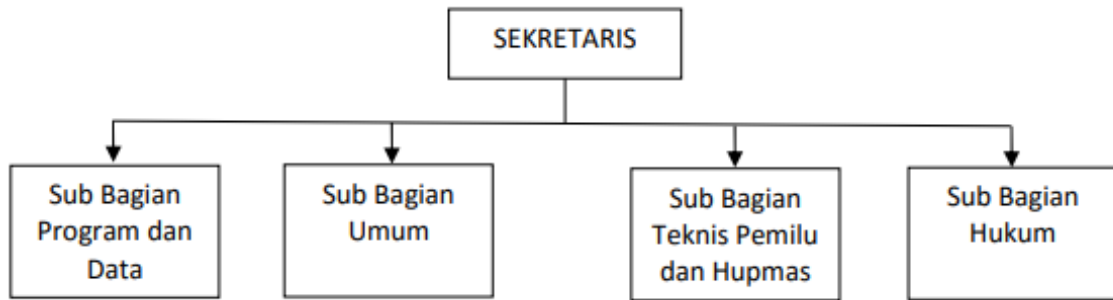 SEKRETARIS
Sub Bagian
Program dan
Data
Sub Bagian
Umum
Sub Bagian
Teknis Pemilu
dan Hupmas
Sub Bagian
Hukum